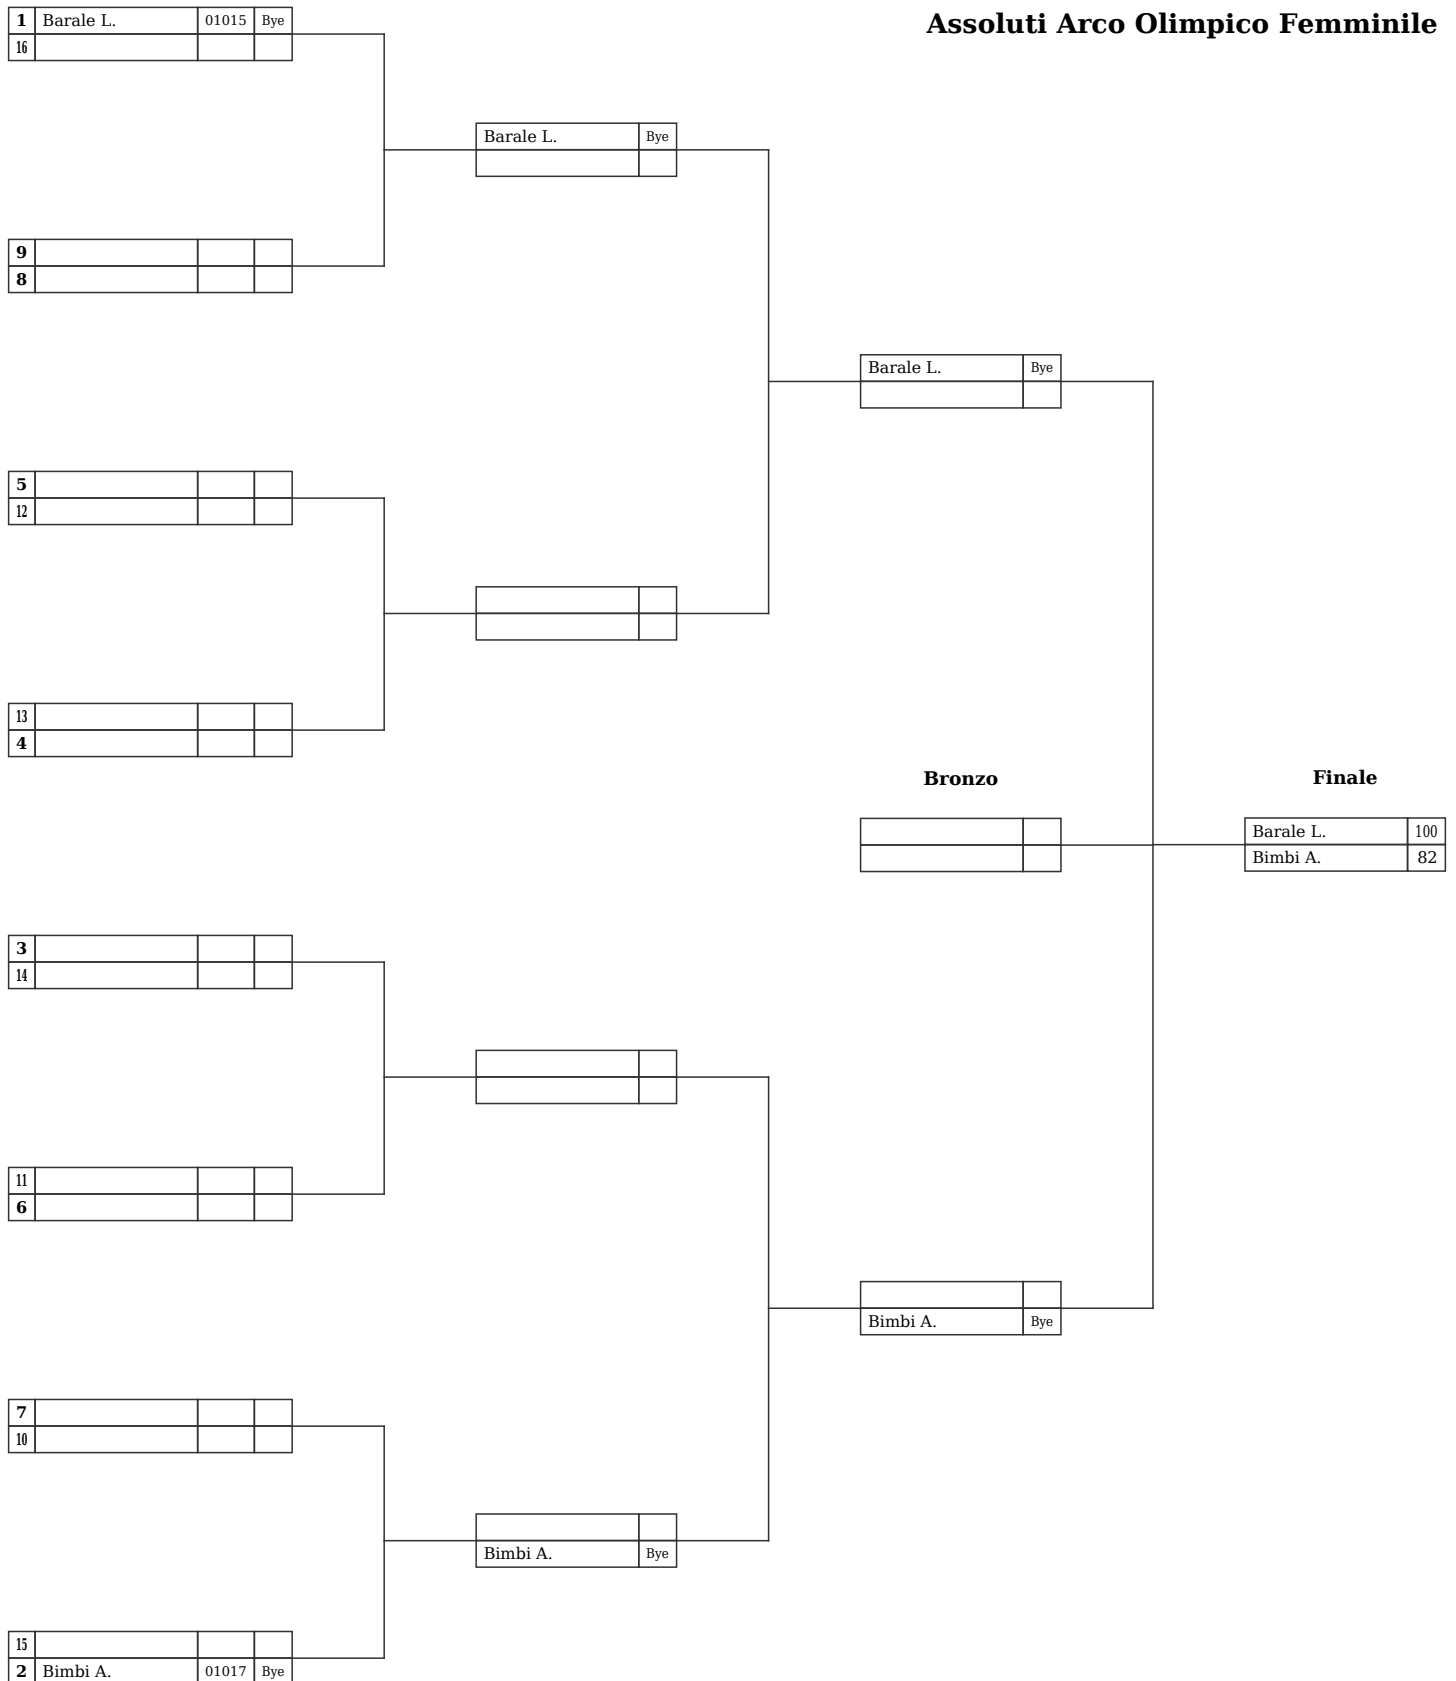 Assoluti Arco Olimpico Femminile
1 Barale L. 01015 Bye
16
Barale L. Bye
9
8
Barale L. Bye
5
12
13
4
Bronzo
Finale
Barale L. 100
Bimbi A. 82
3
14
11
6
Bimbi A. Bye
7
10
Bimbi A. Bye
15
2 Bimbi A. 01017 Bye